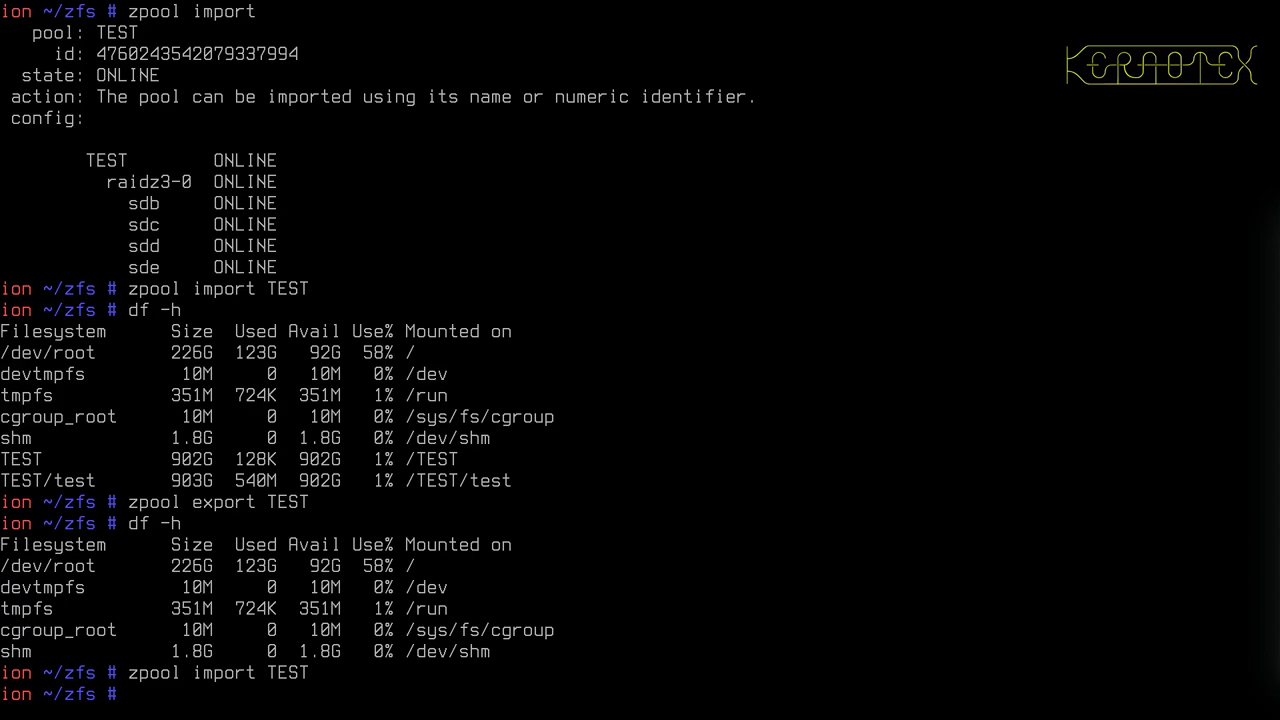 ion ~/zfs # zpool import
pool: TEST
id: 4760243542079337994
state: ONLINE
action: The pool can be imported using its name or numeric identifier.
config:
TEST ONLINE
raidz3-0 ONLINE
sdb ONLINE
sdc ONLINE
sdd ONLINE
sde ONLINE
ion ~/zfs # zpool import TEST
ion ~/zfs # df -h
Filesystem Size Used Avail Use% Mounted on
/dev/root 226G 123G 92G 58% /
devtmpfs 10M 0 10M 0% /dev
tmpfs 351M 724K 351M 1% /run
cgroup_root 10M 0 10M 0% /sys/fs/cgroup
shm 1.8G 0 1.8G 0% /dev/shm
TEST 902G 128K 902G 1% /TEST
TEST/test 903G 540M 902G 1% /TEST/test
ion ~/zfs # zpool export TEST
ion ~/zfs # df -h
Filesystem Size Used Avail Use% Mounted on
/dev/root 226G 123G 92G 58% /
devtmpfs 10M 0 10M 0% /dev
tmpfs 351M 724K 351M 1% /run
cgroup_root 10M 0 10M 0% /sys/fs/cgroup
shm 1.8G 0 1.8G 0% /dev/shm
ion ~/zfs # zpool import TEST
ion ~/zfs #